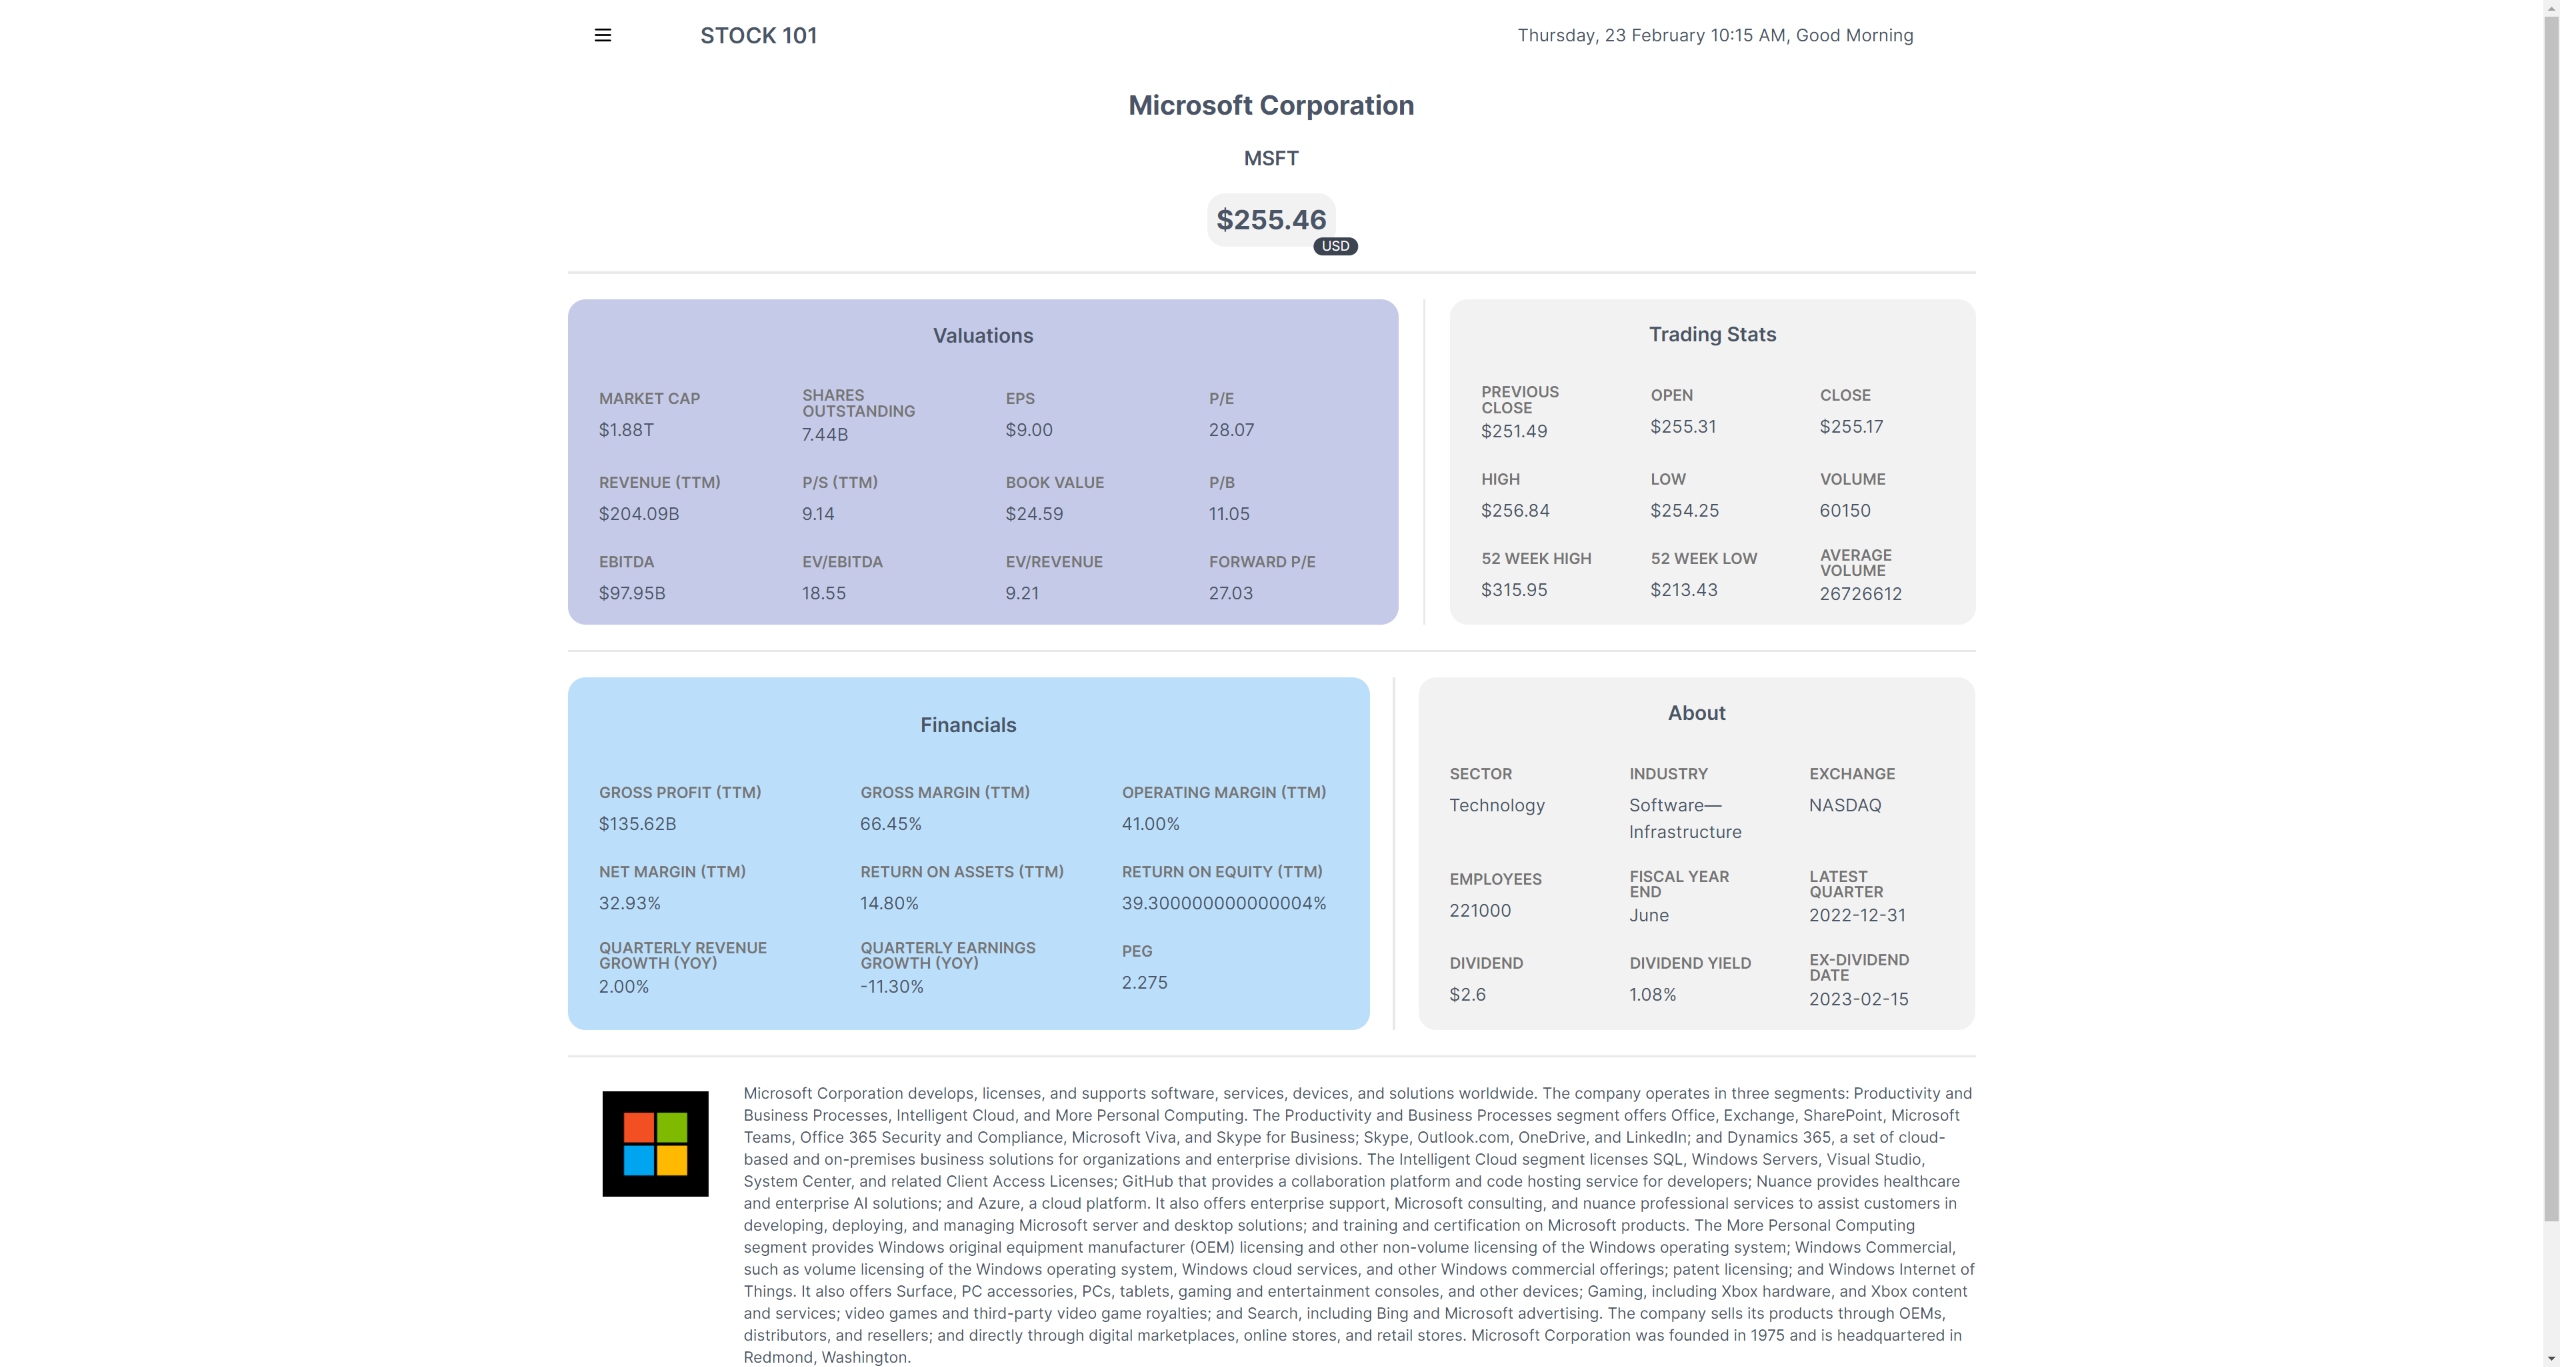 STOCK 101
Thursday, 23 February 10:15 AM, Good Morning
Microsoft Corporation
MSFT
$255.46
USD
Valuations
MARKET CAP
$1.88T
SHARES
OUTSTANDING
7.44B
EPS
$9.00
P/E
28.07
REVENUE (TTM)
$204.09B
P/S (TTM)
9.14
BOOK VALUE
$24.59
P/B
11.05
EBITDA
$97.95B
EV/EBITDA
18.55
EV/REVENUE
9.21
FORWARD P/E
27.03
Trading Stats
PREVIOUS
CLOSE
$251.49
OPEN
$255.31
CLOSE
$255.17
HIGH
$256.84
LOW
$254.25
VOLUME
60150
52 WEEK HIGH
$315.95
52 WEEK LOW
$213.43
AVERAGE
VOLUME
26726612
Financials
GROSS PROFIT (TTM)
$135.62B
GROSS MARGIN (TTM)
66.45%
OPERATING MARGIN (TTM)
41.00%
NET MARGIN (TTM)
32.93%
RETURN ON ASSETS (TTM)
14.80%
RETURN ON EQUITY (TTM)
39.300000000000004%
QUARTERLY REVENUE
GROWTH (YOY)
2.00%
QUARTERLY EARNINGS
GROWTH (YOY)
-11.30%
PEG
2.275
About
SECTOR
Technology
INDUSTRY
Software—
Infrastructure
EXCHANGE
NASDAQ
EMPLOYEES
221000
FISCAL YEAR
END
June
LATEST
QUARTER
2022-12-31
DIVIDEND
$2.6
DIVIDEND YIELD
1.08%
EX-DIVIDEND
DATE
2023-02-15
Microsoft Corporation develops, licenses, and supports software, services, devices, and solutions worldwide. The company operates in three segments: Productivity and
Business Processes, Intelligent Cloud, and More Personal Computing. The Productivity and Business Processes segment offers Office, Exchange, SharePoint, Microsoft
Teams, Office 365 Security and Compliance, Microsoft Viva, and Skype for Business; Skype, Outlook.com, OneDrive, and LinkedIn; and Dynamics 365, a set of cloud-
based and on-premises business solutions for organizations and enterprise divisions. The Intelligent Cloud segment licenses SQL, Windows Servers, Visual Studio,
System Center, and related Client Access Licenses; GitHub that provides a collaboration platform and code hosting service for developers; Nuance provides healthcare
and enterprise AI solutions; and Azure, a cloud platform. It also offers enterprise support, Microsoft consulting, and nuance professional services to assist customers in
developing, deploying, and managing Microsoft server and desktop solutions; and training and certification on Microsoft products. The More Personal Computing
segment provides Windows original equipment manufacturer (OEM) licensing and other non-volume licensing of the Windows operating system; Windows Commercial,
such as volume licensing of the Windows operating system, Windows cloud services, and other Windows commercial offerings; patent licensing; and Windows Internet of
Things. It also offers Surface, PC accessories, PCs, tablets, gaming and entertainment consoles, and other devices; Gaming, including Xbox hardware, and Xbox content
and services; video games and third-party video game royalties; and Search, including Bing and Microsoft advertising. The company sells its products through OEMs,
distributors, and resellers; and directly through digital marketplaces, online stores, and retail stores. Microsoft Corporation was founded in 1975 and is headquartered in
Redmond, Washington.